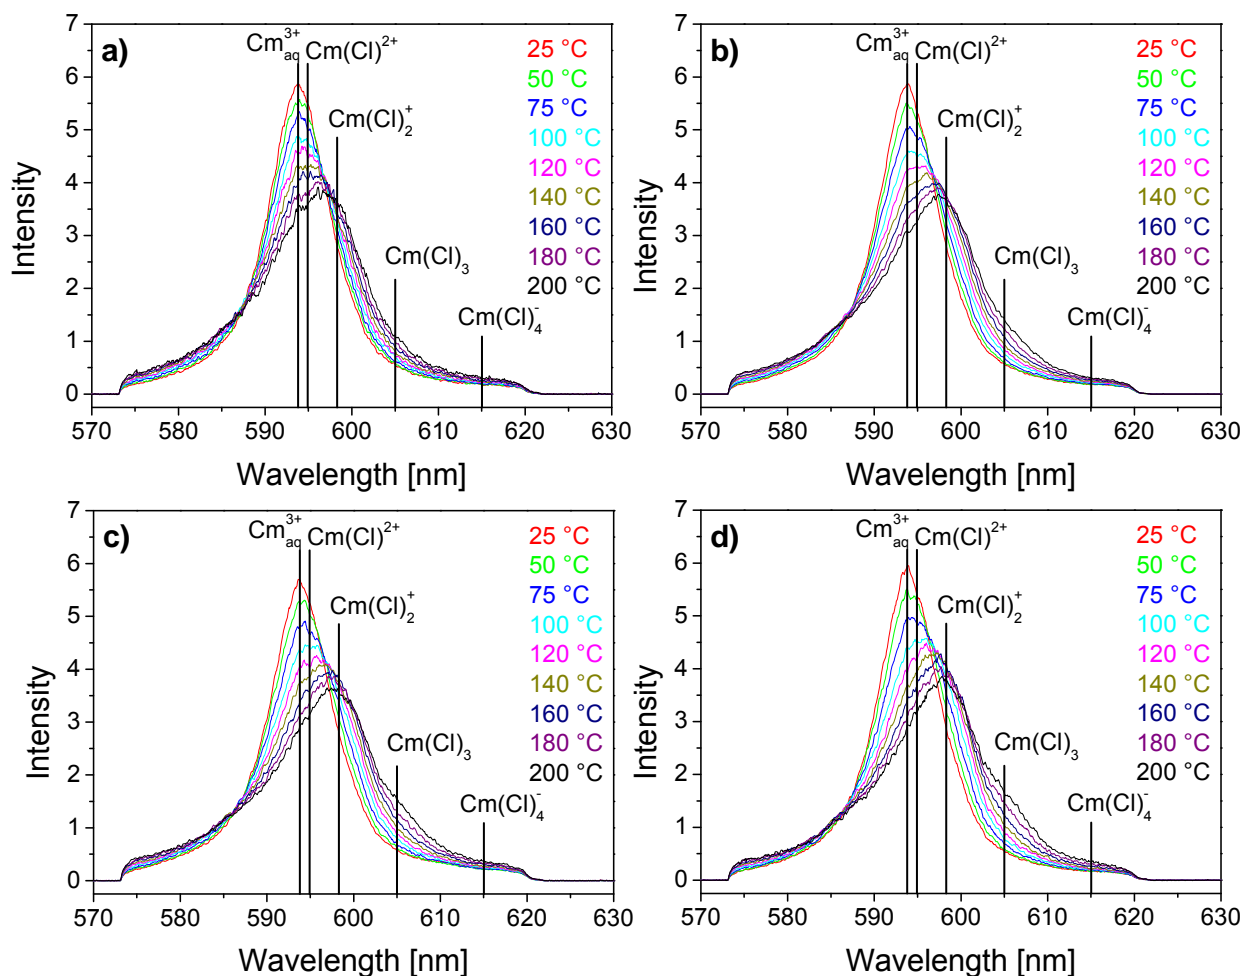 a)
Intensity
7
6
5
4
3
2
1
0
Cm³⁺aq
Cm(Cl)²⁺
Cm(Cl)₂⁺
Cm(Cl)₃
Cm(Cl)₄⁻
25 °C
50 °C
75 °C
100 °C
120 °C
140 °C
160 °C
180 °C
200 °C
570 580 590 600 610 620 630
Wavelength [nm]
b)
Intensity
7
6
5
4
3
2
1
0
Cm³⁺aq
Cm(Cl)²⁺
Cm(Cl)₂⁺
Cm(Cl)₃
Cm(Cl)₄⁻
25 °C
50 °C
75 °C
100 °C
120 °C
140 °C
160 °C
180 °C
200 °C
570 580 590 600 610 620 630
Wavelength [nm]
c)
Intensity
7
6
5
4
3
2
1
0
Cm³⁺aq
Cm(Cl)²⁺
Cm(Cl)₂⁺
Cm(Cl)₃
Cm(Cl)₄⁻
25 °C
50 °C
75 °C
100 °C
120 °C
140 °C
160 °C
180 °C
200 °C
570 580 590 600 610 620 630
Wavelength [nm]
d)
Intensity
7
6
5
4
3
2
1
0
Cm³⁺aq
Cm(Cl)²⁺
Cm(Cl)₂⁺
Cm(Cl)₃
Cm(Cl)₄⁻
25 °C
50 °C
75 °C
100 °C
120 °C
140 °C
160 °C
180 °C
200 °C
570 580 590 600 610 620 630
Wavelength [nm]